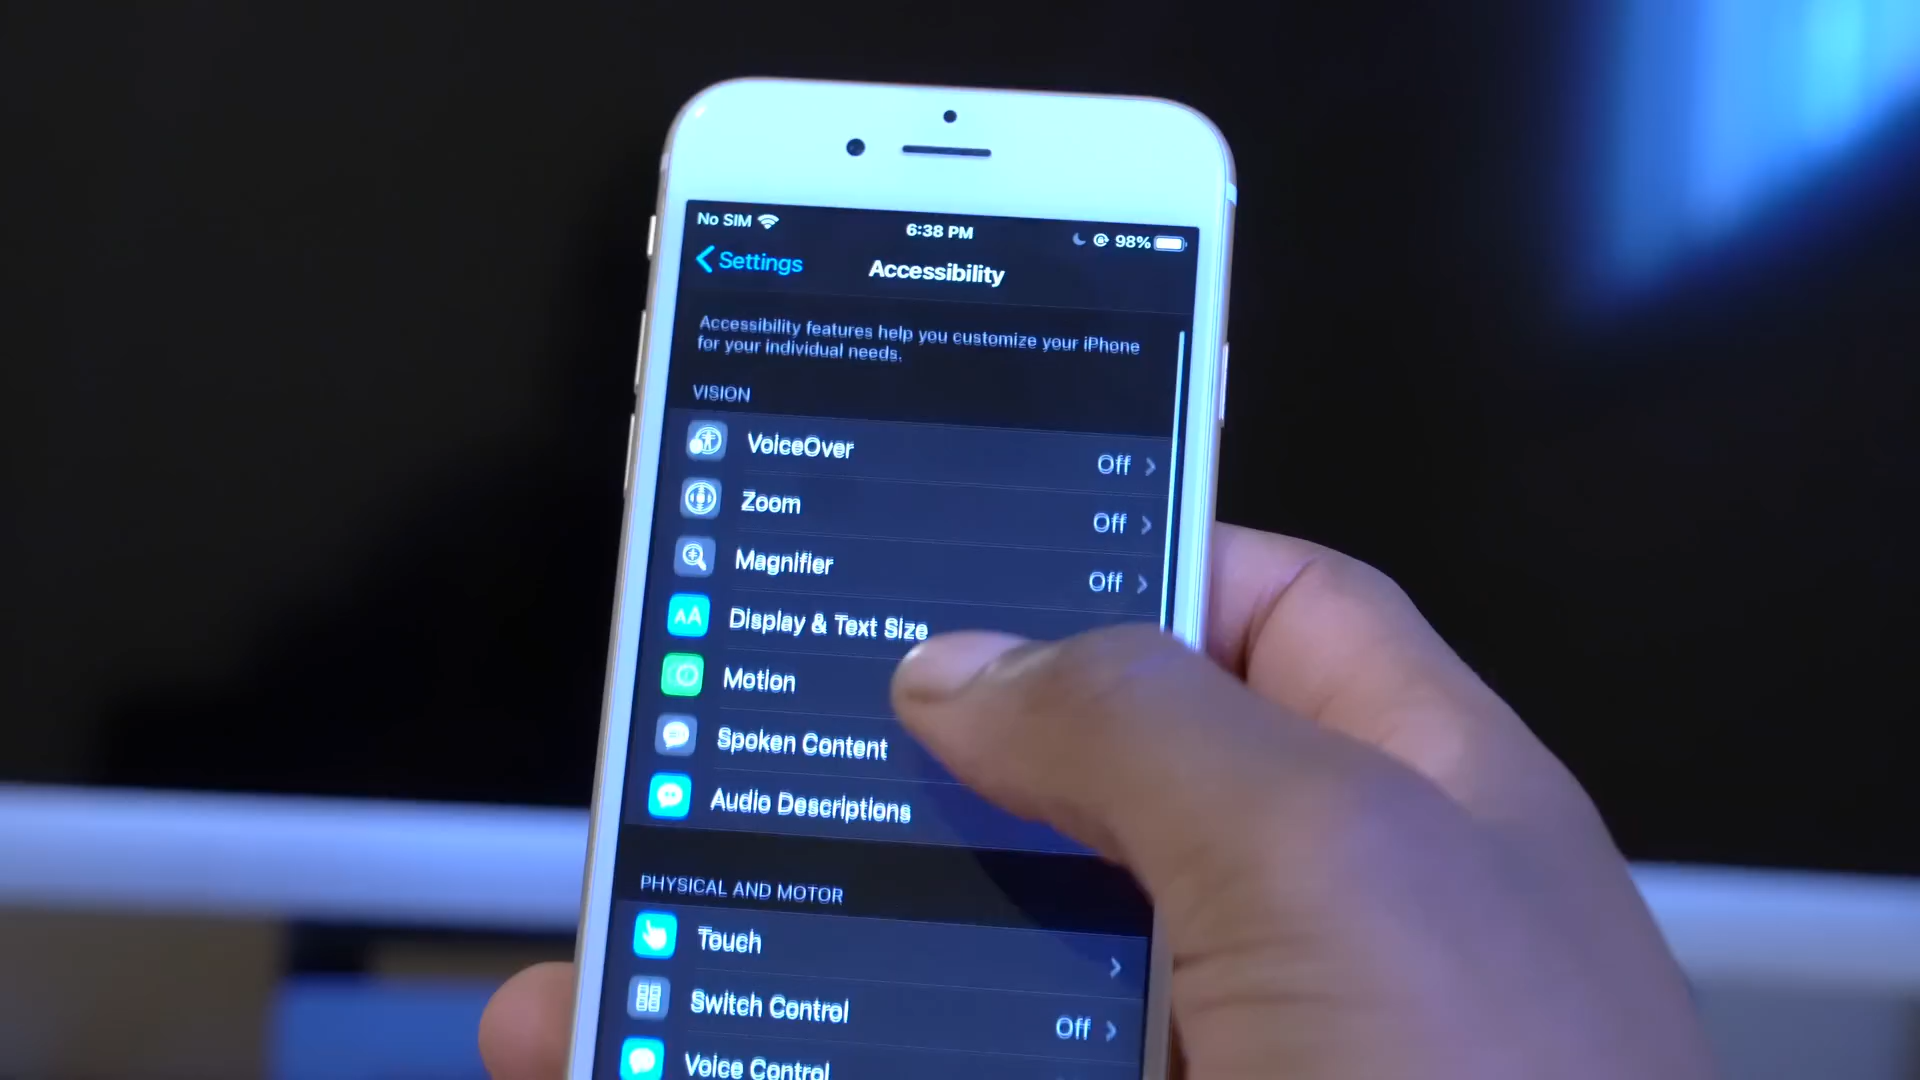 No SIM
6:38 PM
98%
Settings
Accessibility
Accessibility features help you customize your iPhone
for your individual needs.
VISION
VoiceOver
Off
Zoom
Off
Magnifier
Off
AA
Display & Text Size
Motion
Spoken Content
Audio Descriptions
PHYSICAL AND MOTOR
Touch
Switch Control
Off
Voice Control